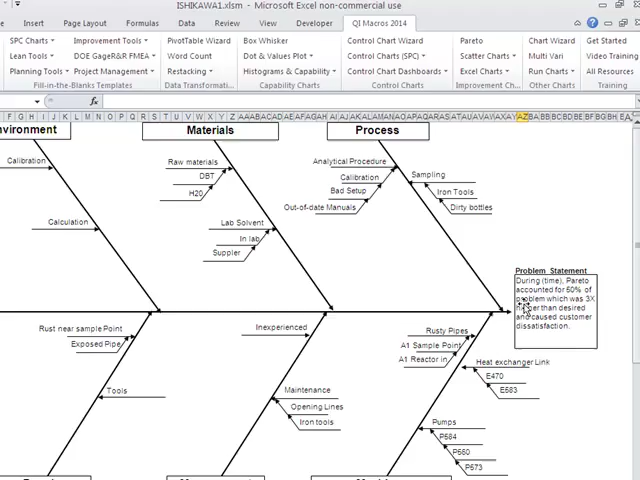 ISHIKAWA1.xlsm - Microsoft Excel non-commercial use
Insert Page Layout Formulas Data Review View Developer QI Macros 2014
SPC Charts Improvement Tools PivotTable Wizard Box Whisker Control Chart Wizard Pareto Chart Wizard Get Started
Lean Tools DOE GageR&R FMEA Word Count Dot & Values Plot Control Charts (SPC) Scatter Charts Multi Vari Video Training
Planning Tools Project Management Restacking Histograms & Capability Control Chart Dashboards Excel Charts Run Charts All Resources
Fill-in-the-Blanks Templates Data Transformati... Capability Charts Control Charts Other Charts Training
fx
F G H I J K L M N O P Q R S T U V W X Y Z
Materials Process
Calibration
Raw materials
DBT
H20
Analytical Procedure
Calibration
Bad Setup
Out-of-date Manuals
Sampling
Iron Tools
Dirty bottles
Calculation
Lab Solvent
In lab
Suppler
Problem Statement
During (time), Pareto
accounted for 50% of
problem which was 3X
than desired
and caused customer
dissatisfaction.
Rust near sample Point
Exposed Pipe
Tools
Inexperienced
Maintenance
Opening Lines
Iron tools
Rusty Pipes
A1 Sample Point
A1 Reactor in
Heat exchanger Link
E470
E583
Pumps
P584
P560
P573